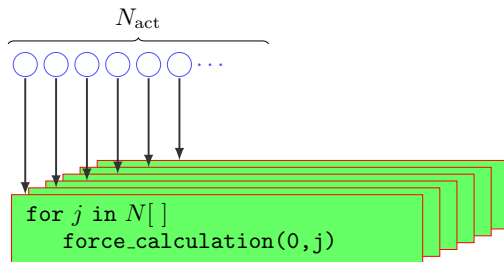 N_act
...
for j in N[ ]
force_calculation(0,j)